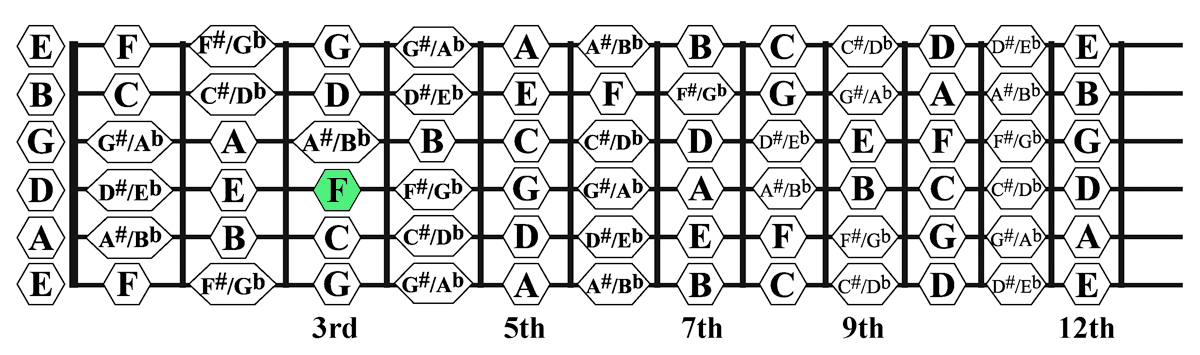 E F F#/Gb G G#/Ab A A#/Bb B C C#/Db D D#/Eb E
B C C#/Db D D#/Eb E F F#/Gb G G#/Ab A A#/Bb B
G G#/Ab A A#/Bb B C C#/Db D D#/Eb E F F#/Gb G
D D#/Eb E F F#/Gb G G#/Ab A A#/Bb B C C#/Db D
A A#/Bb B C C#/Db D D#/Eb E F F#/Gb G G#/Ab A
E F F#/Gb G G#/Ab A A#/Bb B C C#/Db D D#/Eb E
3rd 5th 7th 9th 12th